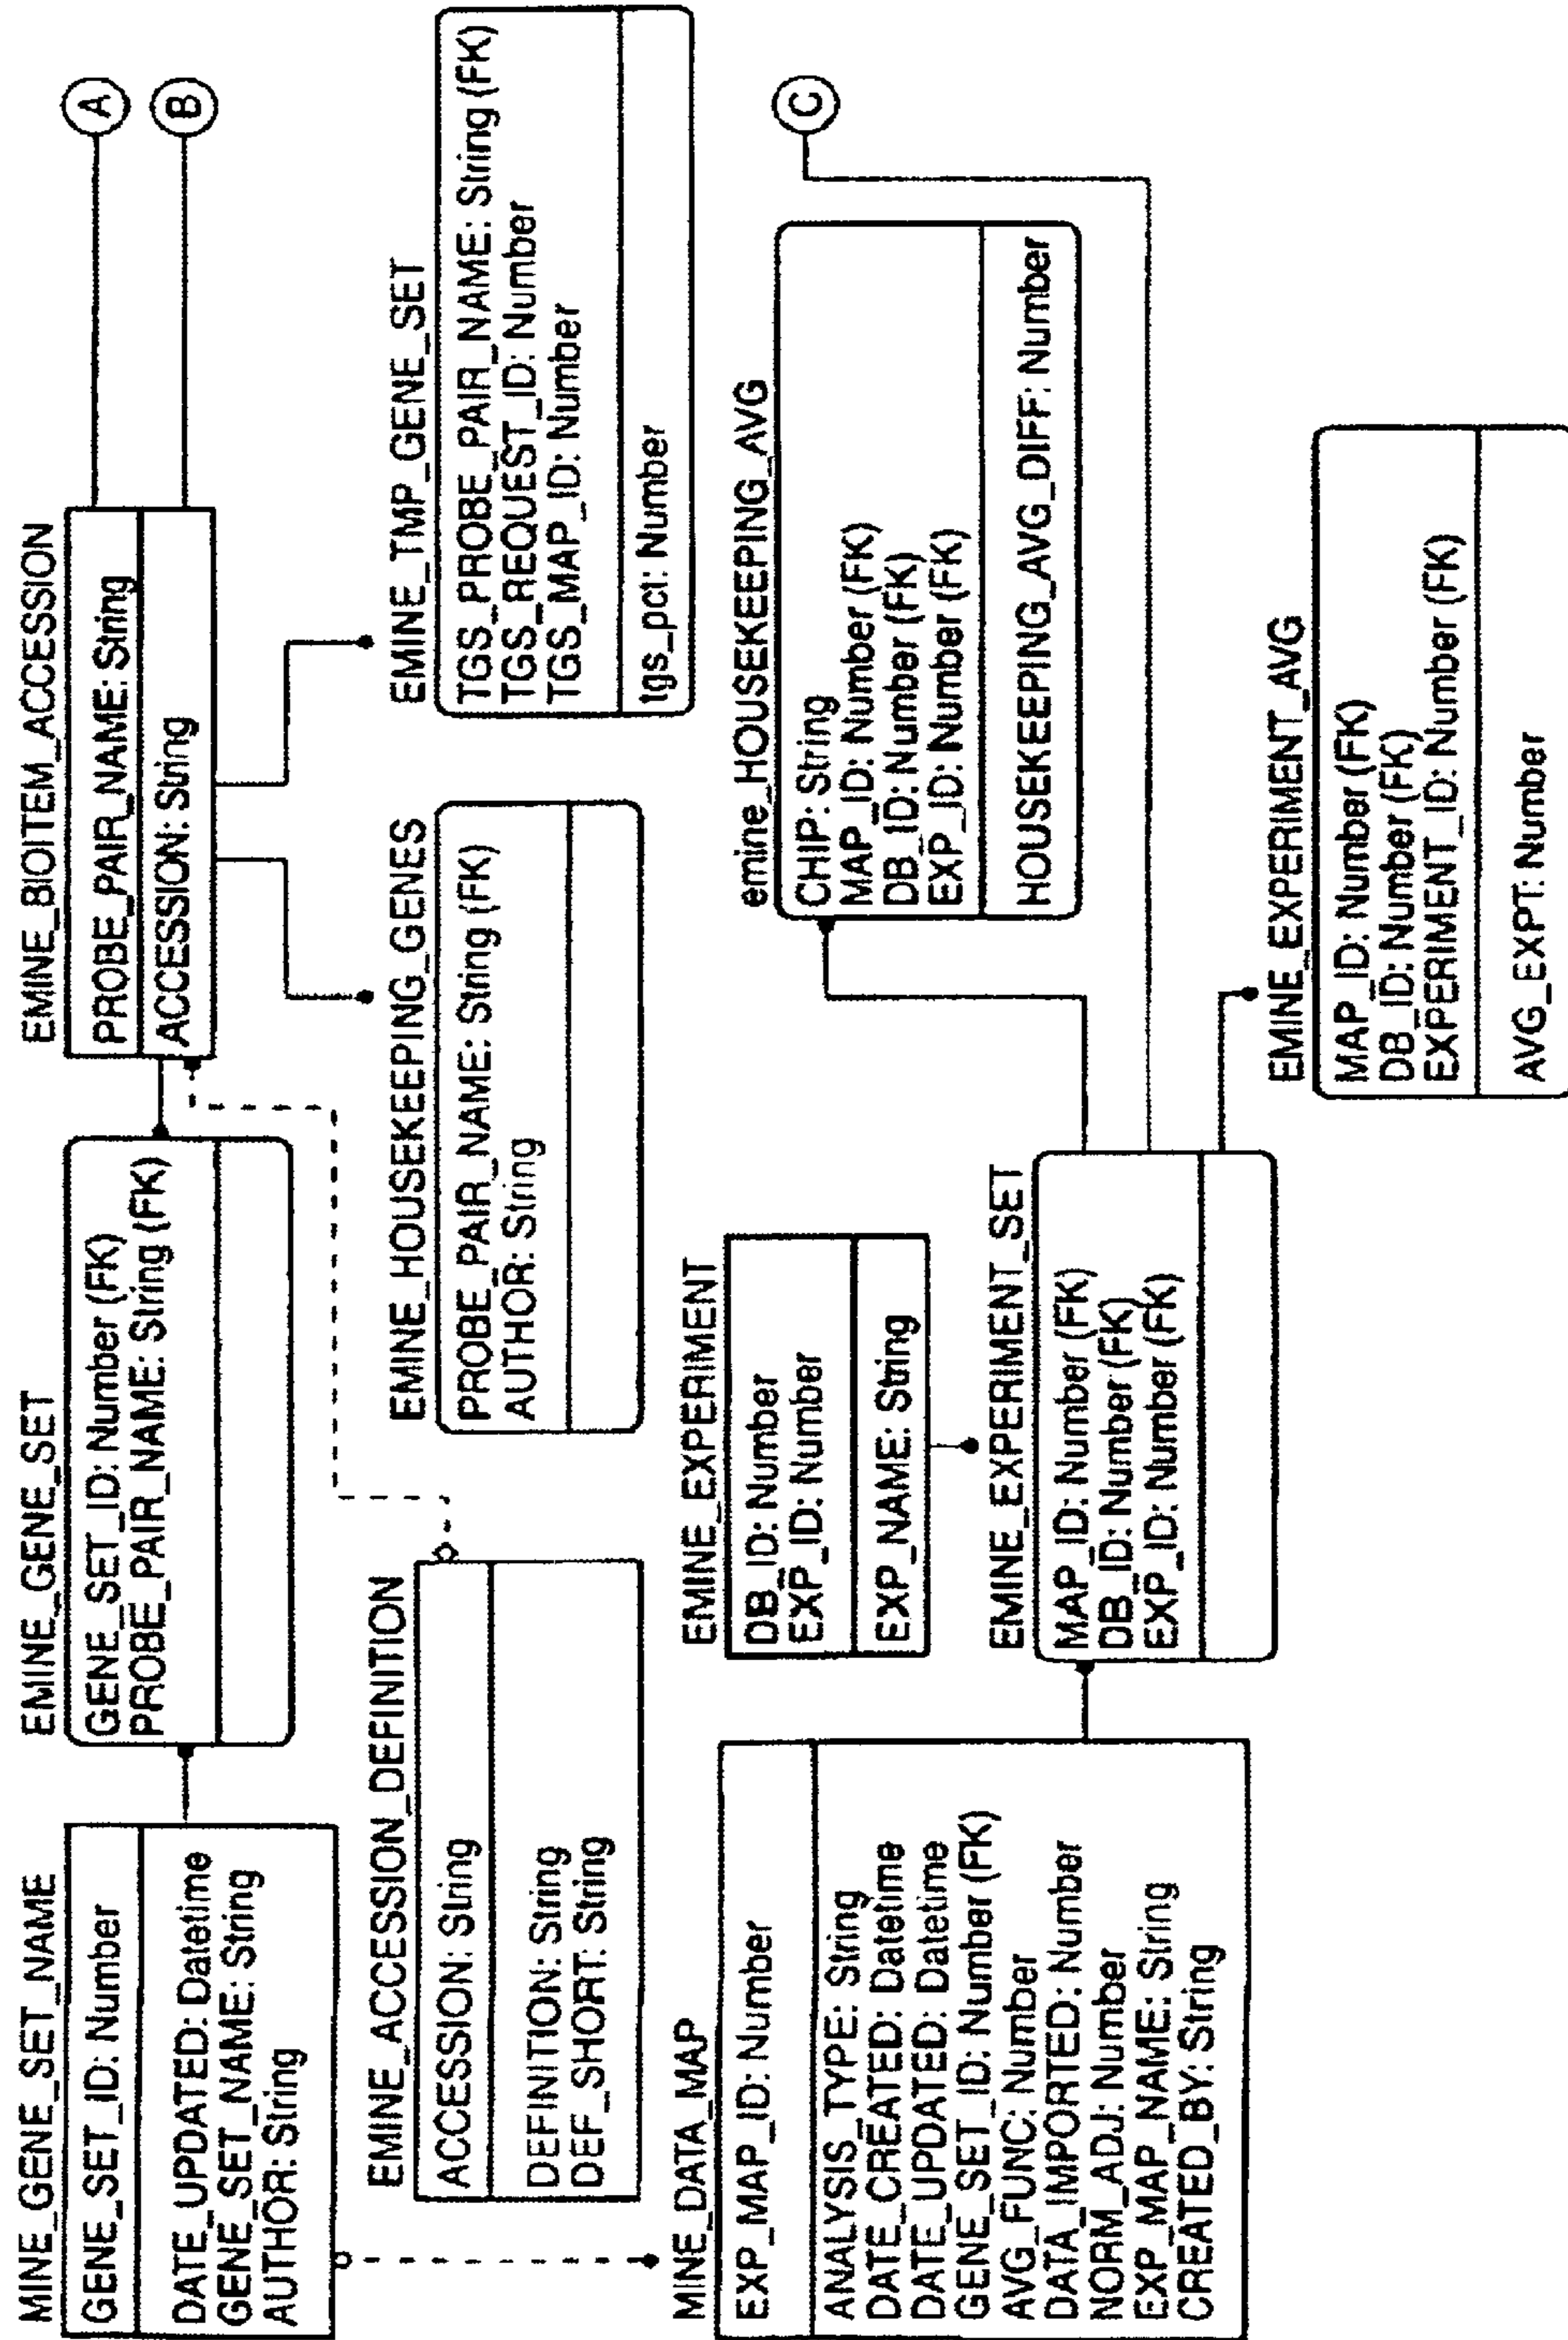 MINE_GENE_SET_NAME
GENE_SET_ID: Number
DATE_UPDATED: Datetime
GENE_SET_NAME: String
AUTHOR: String
EMINE_GENE_SET
GENE_SET_ID: Number (FK)
PROBE_PAIR_NAME: String (FK)
EMINE_BIOITEM_ACCESSION
PROBE_PAIR_NAME: String
ACCESSION: String
A
B
EMINE_ACCESSION_DEFINITION
ACCESSION: String
DEFINITION: String
DEF_SHORT: String
EMINE_HOUSEKEEPING_GENES
PROBE_PAIR_NAME: String (FK)
AUTHOR: String
EMINE_TMP_GENE_SET
TGS_PROBE_PAIR_NAME: String (FK)
TGS_REQUEST_ID: Number
TGS_MAP_ID: Number
tgs_pct: Number
MINE_DATA_MAP
EXP_MAP_ID: Number
ANALYSIS_TYPE: String
DATE_CREATED: Datetime
DATE_UPDATED: Datetime
GENE_SET_ID: Number (FK)
AVG_FUNC: Number
DATA_IMPORTED: Number
NORM_ADJ: Number
EXP_MAP_NAME: String
CREATED_BY: String
EMINE_EXPERIMENT
DB_ID: Number
EXP_ID: Number
EXP_NAME: String
emine_HOUSEKEEPING_AVG
CHIP: String
MAP_ID: Number (FK)
DB_ID: Number (FK)
EXP_ID: Number (FK)
HOUSEKEEPING_AVG_DIFF: Number
C
EMINE_EXPERIMENT_SET
MAP_ID: Number (FK)
DB_ID: Number (FK)
EXP_ID: Number (FK)
EMINE_EXPERIMENT_AVG
MAP_ID: Number (FK)
DB_ID: Number (FK)
EXPERIMENT_ID: Number (FK)
AVG_EXPT: Number